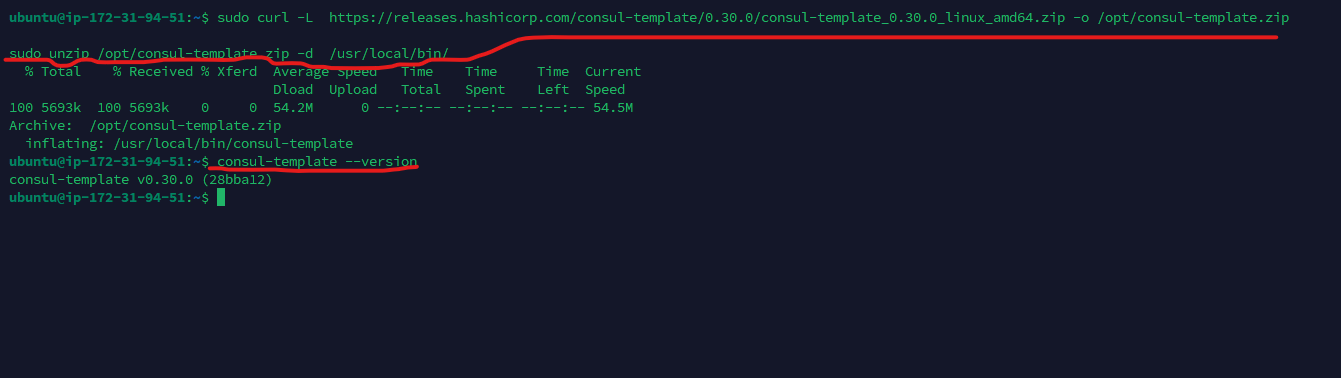 ubuntu@ip-172-31-94-51:~$ sudo curl -L  https://releases.hashicorp.com/consul-template/0.30.0/consul-template_0.30.0_linux_amd64.zip -o /opt/consul-template.zip
sudo unzip /opt/consul-template.zip -d  /usr/local/bin/
  % Total    % Received % Xferd  Average Speed   Time    Time     Time  Current
                                 Dload  Upload   Total   Spent    Left  Speed
100 5693k  100 5693k    0     0  54.2M      0 --:--:-- --:--:-- --:--:-- 54.5M
Archive:  /opt/consul-template.zip
  inflating: /usr/local/bin/consul-template
ubuntu@ip-172-31-94-51:~$ consul-template --version
consul-template v0.30.0 (28bba12)
ubuntu@ip-172-31-94-51:~$